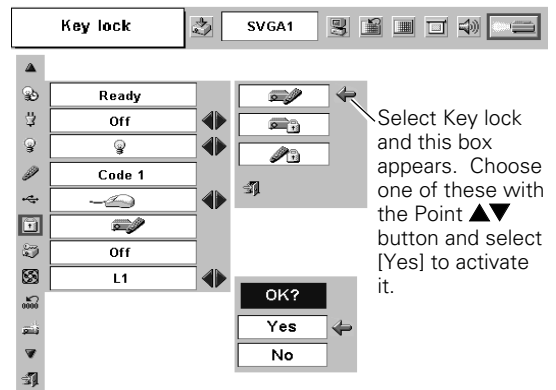 Key lock
SVGA1
Ready
Off
Code 1
Off
L1
Select Key lock
and this box
appears. Choose
one of these with
the Point ▲▼
button and select
[Yes] to activate
it.
OK?
Yes
No